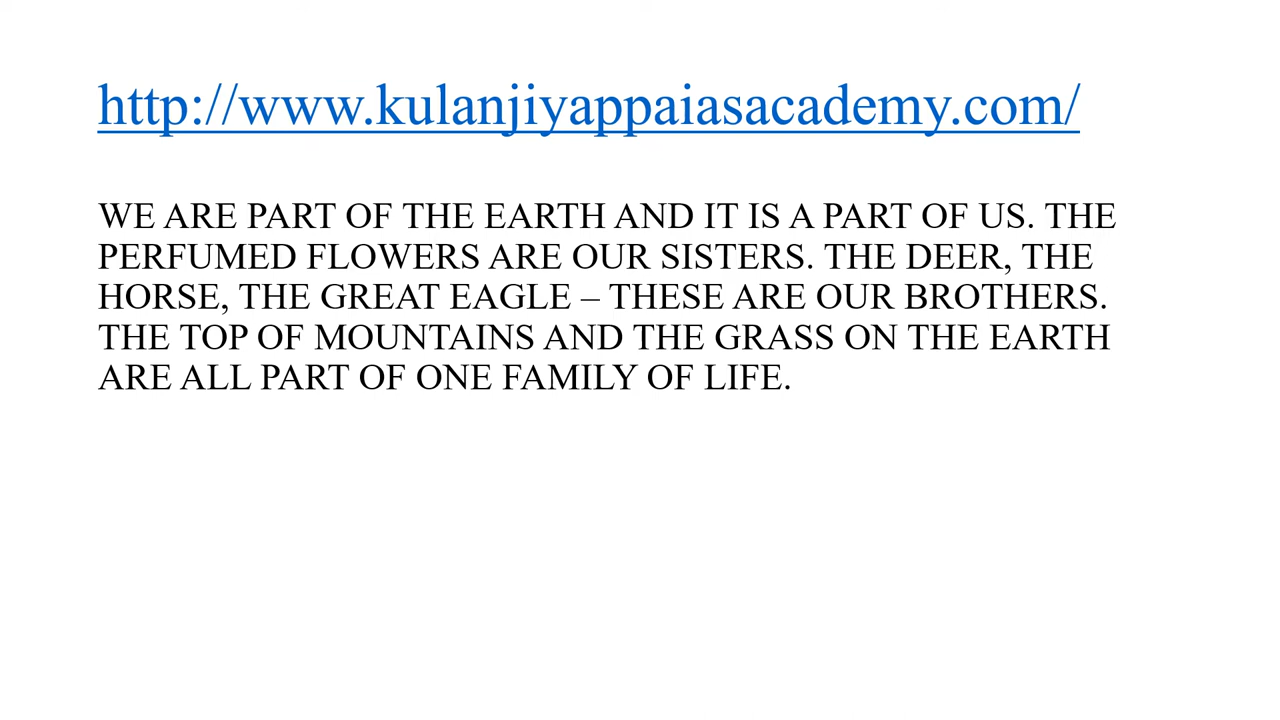 http://www.kulanjiyappaiasacademy.com/
WE ARE PART OF THE EARTH AND IT IS A PART OF US. THE
PERFUMED FLOWERS ARE OUR SISTERS. THE DEER, THE
HORSE, THE GREAT EAGLE – THESE ARE OUR BROTHERS.
THE TOP OF MOUNTAINS AND THE GRASS ON THE EARTH
ARE ALL PART OF ONE FAMILY OF LIFE.